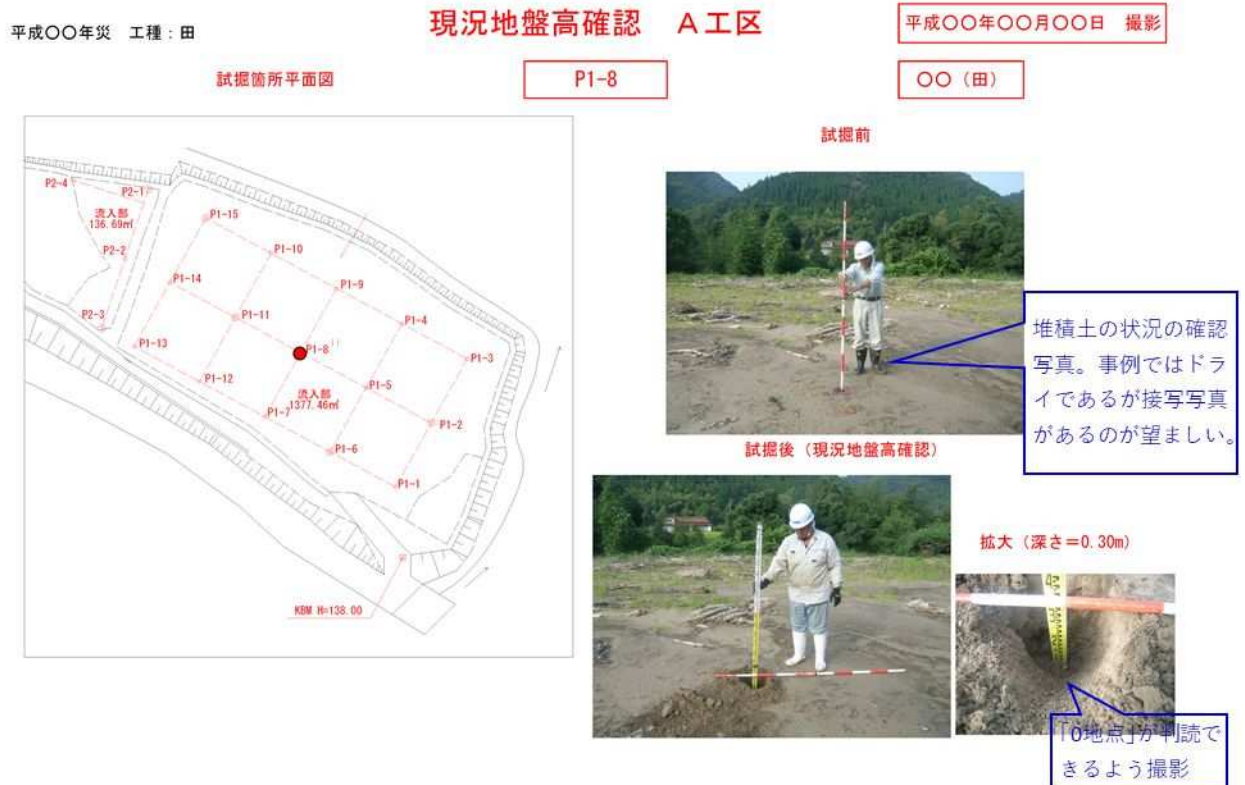 平成〇〇年災　工種：田
現況地盤高確認　Ａ工区
平成〇〇年〇〇月〇〇日　撮影
試掘箇所平面図
P1-8
〇〇（田）
試掘前
P2-4
P2-1
流入部
136.69㎡
P2-2
P2-3
P1-15
P1-10
P1-14
P1-9
P1-11
P1-4
P1-13
P1-8
P1-3
P1-12
流入部
1377.46㎡
P1-5
P1-7
P1-2
P1-6
P1-1
KBM H=138.00
堆積土の状況の確認
写真。事例ではドラ
イであるが接写写真
があるのが望ましい。
試掘後（現況地盤高確認）
拡大（深さ＝0.30m）
「0地点」が判読で
きるよう撮影